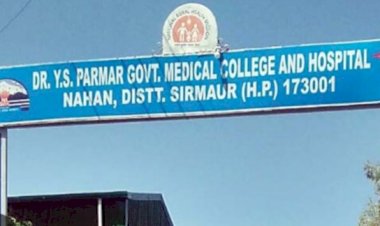 DR. Y.S. PARMAR GOVT. MEDICAL COLLEGE AND HOSPITAL
NAHAN, DISTT. SIRMAUR (H.P.) 173001